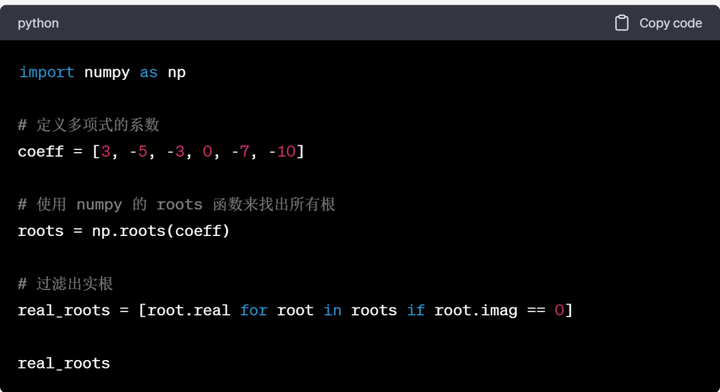 python
Copy code
import numpy as np
# 定义多项式的系数
coeff = [3, -5, -3, 0, -7, -10]
# 使用 numpy 的 roots 函数来找出所有根
roots = np.roots(coeff)
# 过滤出实根
real_roots = [root.real for root in roots if root.imag == 0]
real_roots